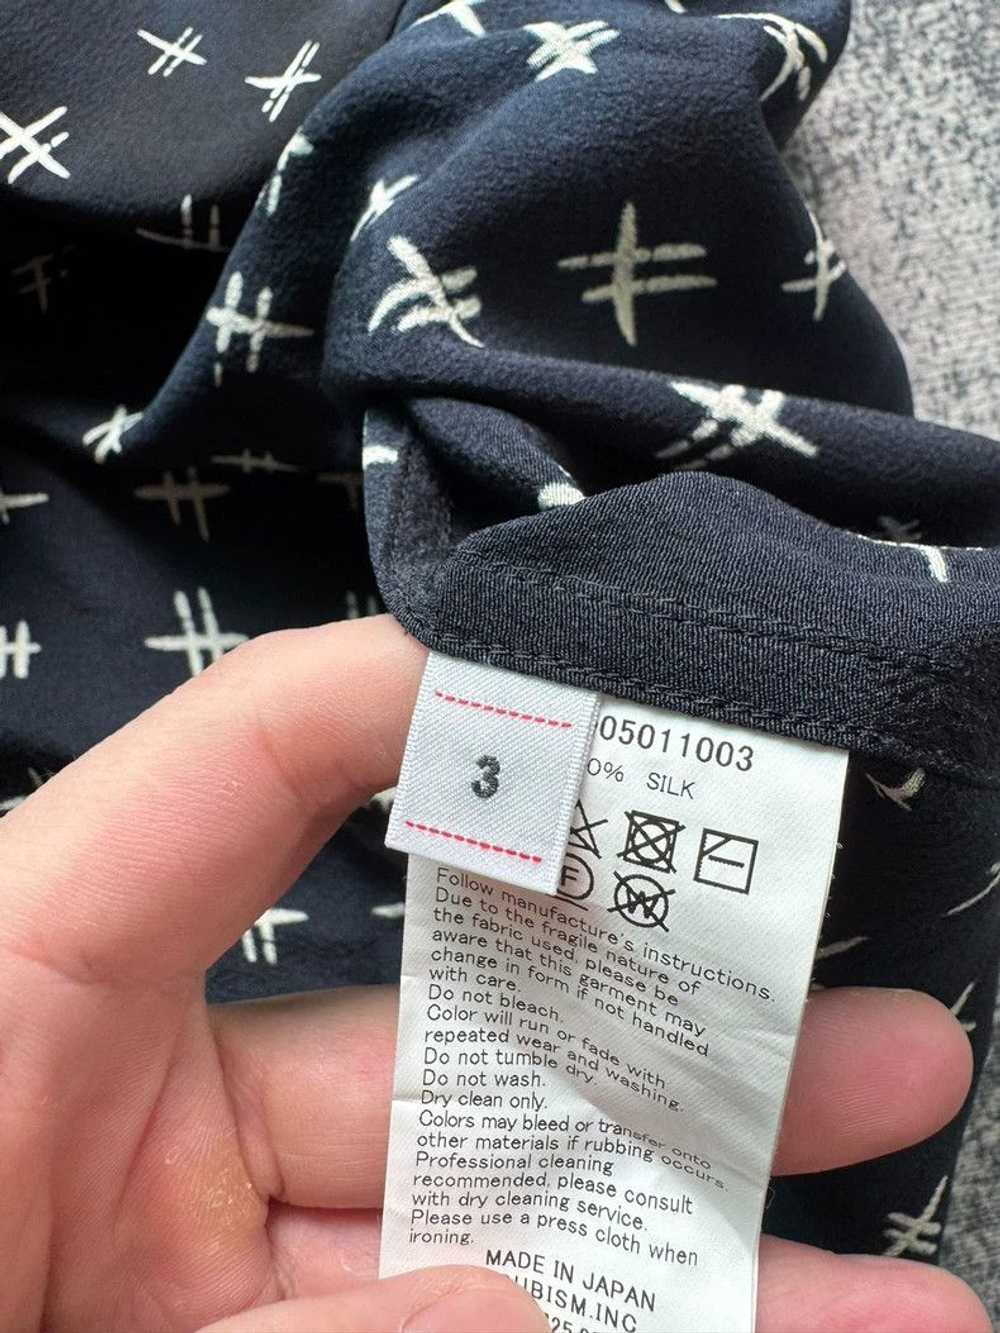 3
05011003
0% SILK
F
W
Follow manufacture's instructions.
Due to the fragile nature of
the fabric used, please be
aware that this garment may
change in form if not handled
with care.
Do not bleach.
Color will run or fade with
repeated wear and washing.
Do not tumble dry.
Do not wash.
Dry clean only.
Colors may bleed or transfer onto
other materials if rubbing occurs.
Professional cleaning
recommended, please consult
with dry cleaning service.
Please use a press cloth when
ironing.
MADE IN JAPAN
UBISM.INC